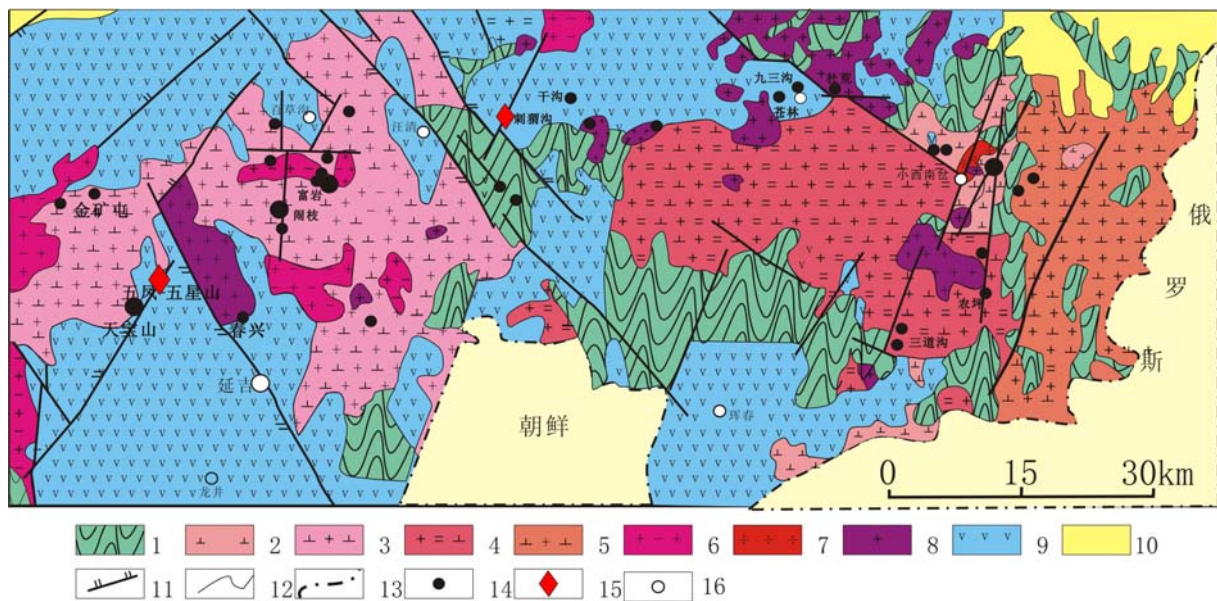 九三沟
杜荒
干沟
苍林
百草沟
汪清
刺猬沟
小西南岔
俄
富岩
金矿屯
闹枝
罗
五凤-五星山
农坪
天宝山
春兴
三道沟
斯
延吉
朝鲜
珲春
龙井
0 15 30km
1 2 3 4 5 6 7 8 9 10
11 12 13 14 15 16